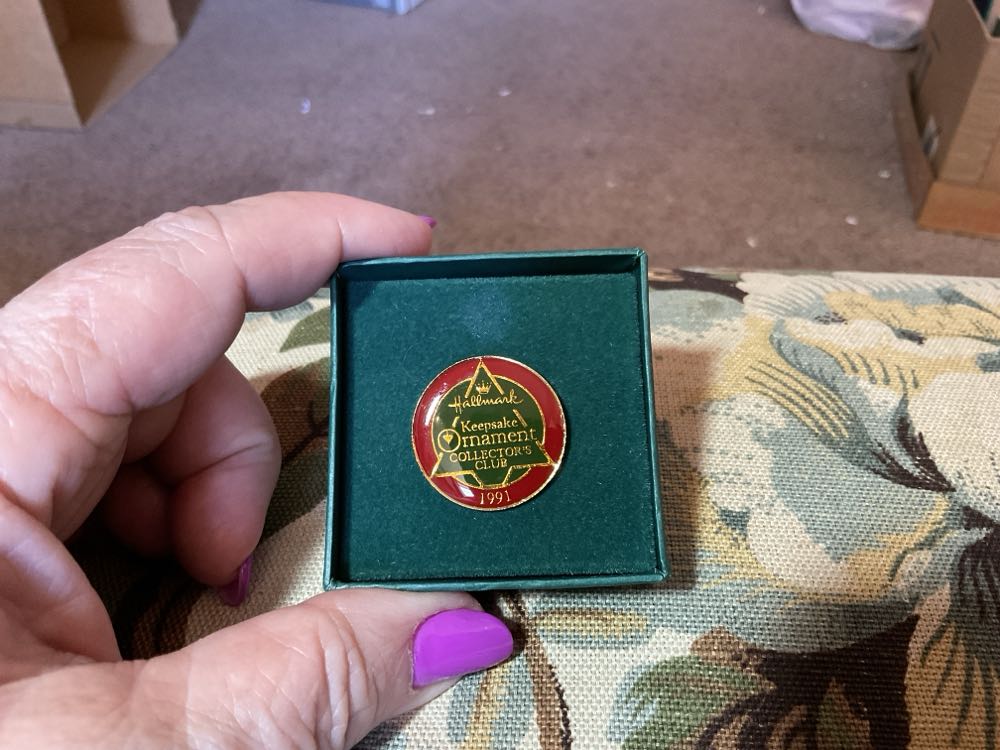 Hallmark
Keepsake
Ornament
COLLECTOR'S
CLUB
1991